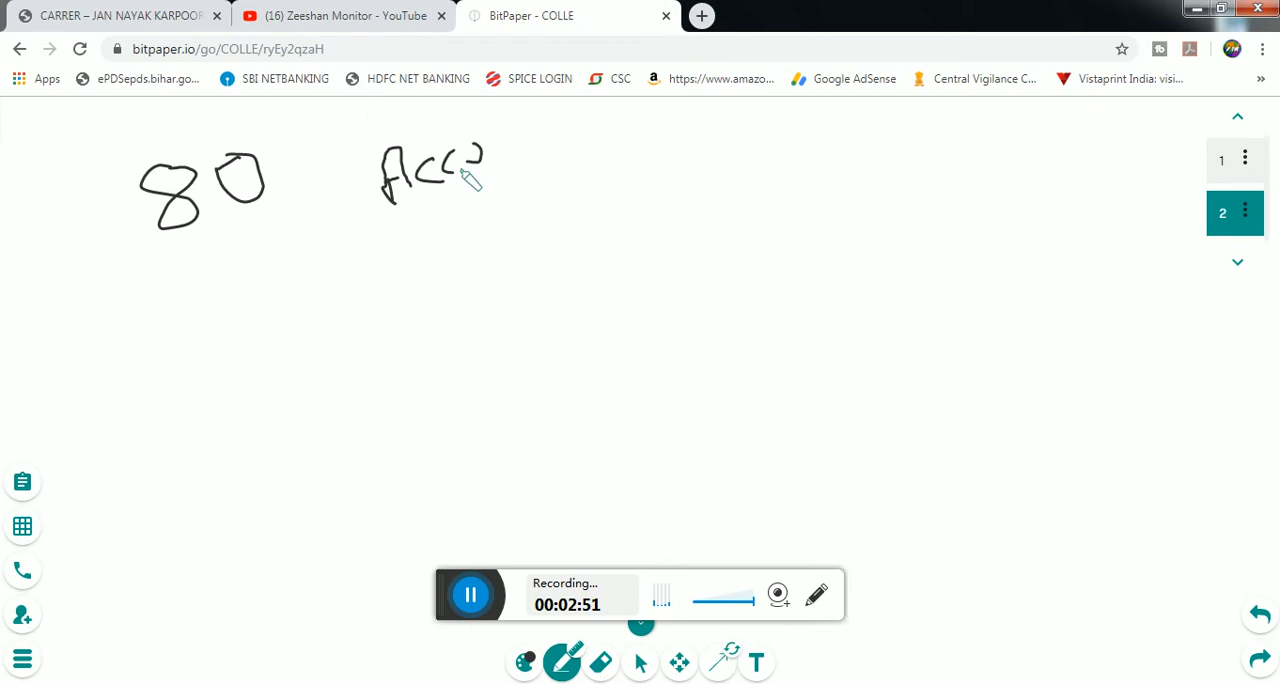 CARRER – JAN NAYAK KARPOOR
(16) Zeeshan Monitor - YouTube
BitPaper - COLLE
bitpaper.io/go/COLLE/ryEy2qzaH
Apps
ePDSepds.bihar.go...
SBI NETBANKING
HDFC NET BANKING
SPICE LOGIN
CSC
https://www.amazo...
Google AdSense
Central Vigilance C...
Vistaprint India: visi...
»
80
1
2
Recording...
00:02:51
T